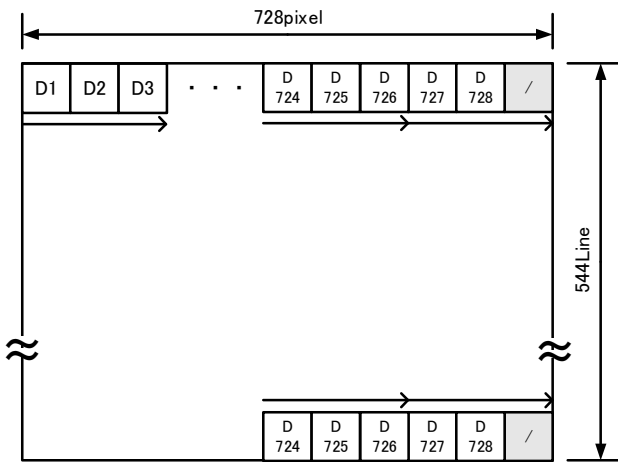 728pixel
D1 D2 D3 ・・・ D 724 D 725 D 726 D 727 D 728 /
544Line
D 724 D 725 D 726 D 727 D 728 /